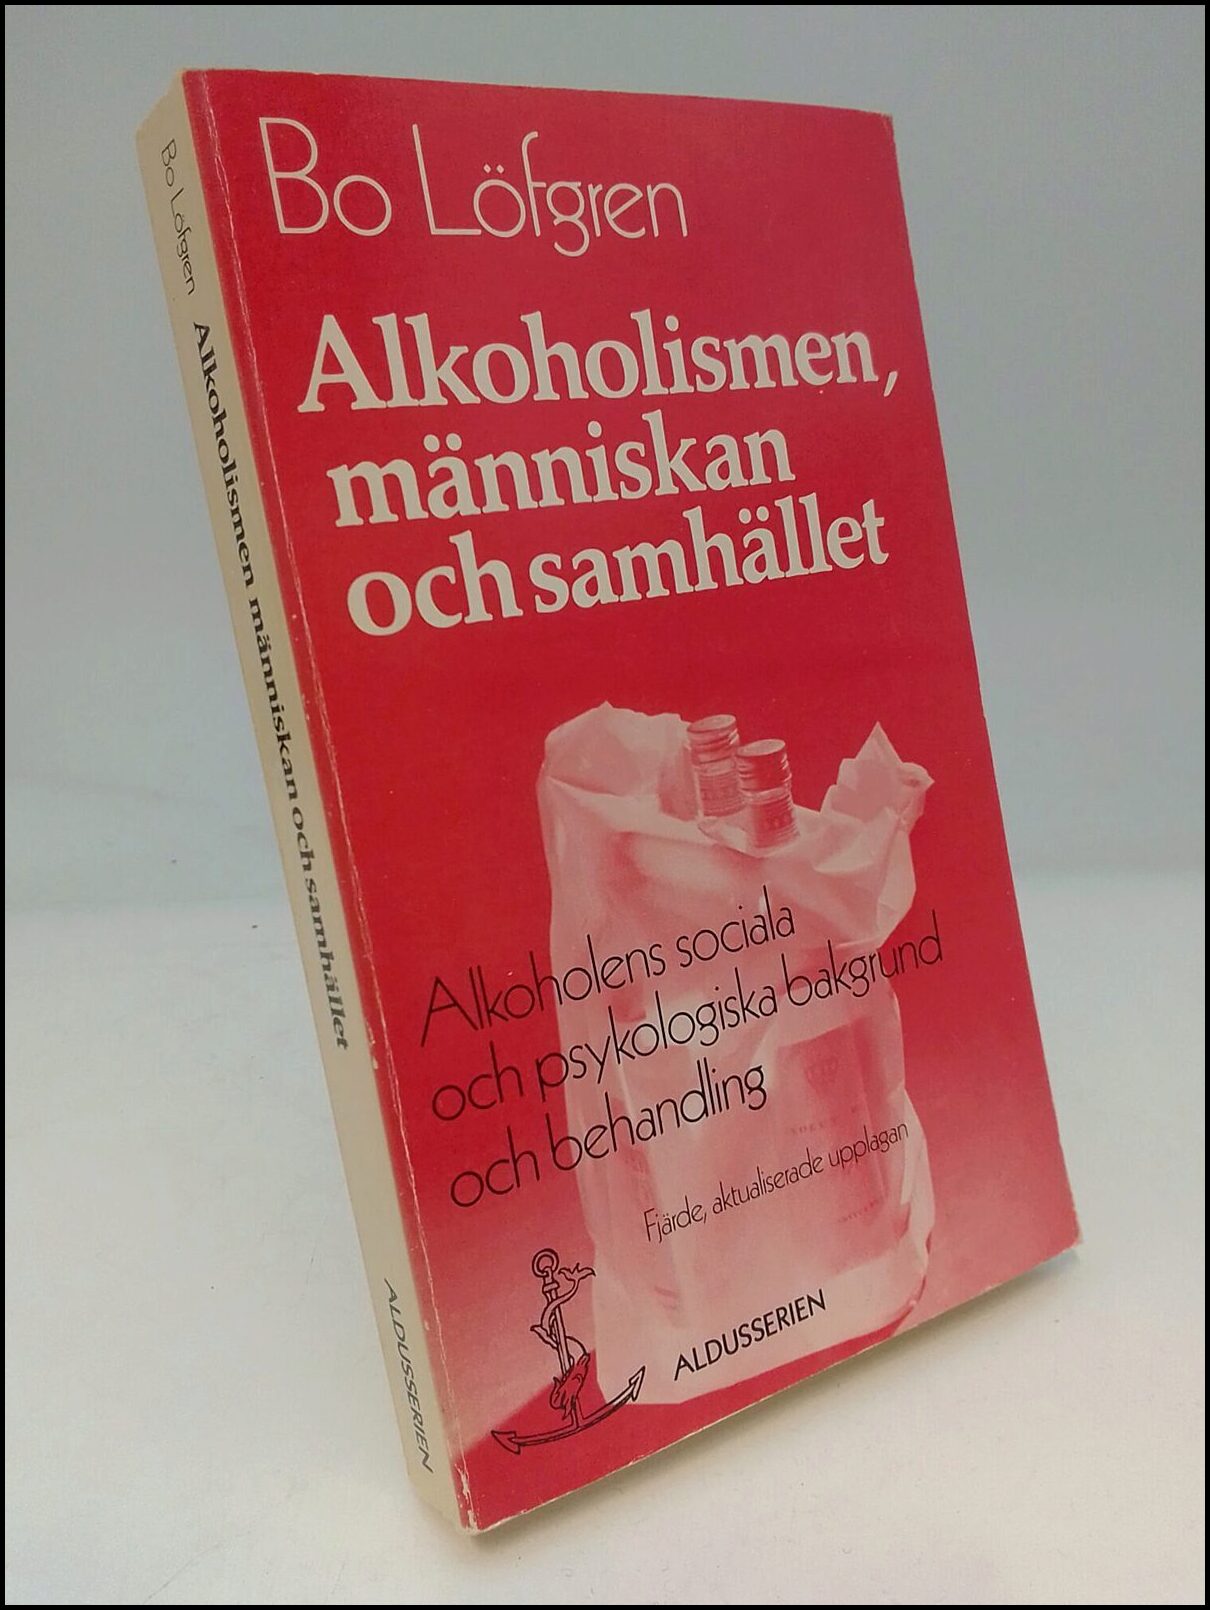 Bo Löfgren
Alkoholismen,
människan
och samhället
Alkoholens sociala
och psykologiska bakgrund
och behandling
Fjärde, aktualiserade upplagan
ALDUSSERIEN
Bo Löfgren Alkoholismen människan och samhället ALDUSSERIEN